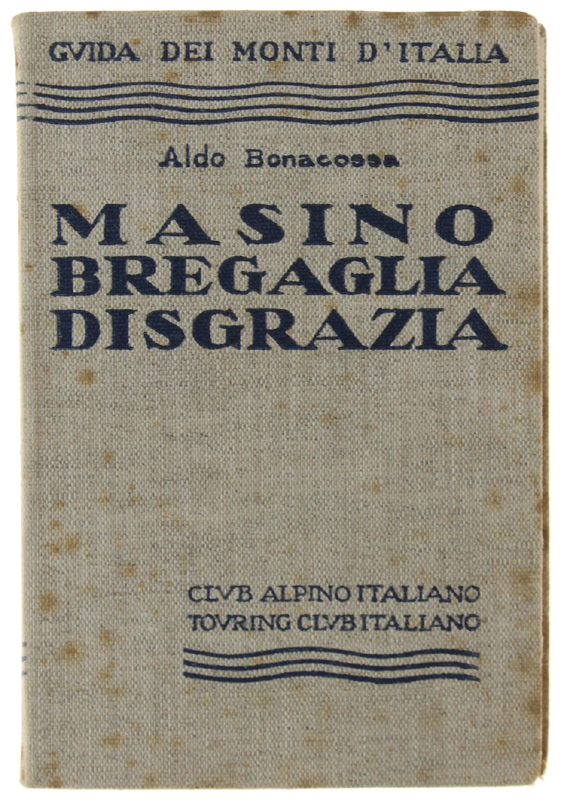 GVIDA DEI MONTI D'ITALIA
Aldo Bonacossa
MASINO
BREGAGLIA
DISGRAZIA
CLVB ALPINO ITALIANO
TOVRING CLVB ITALIANO